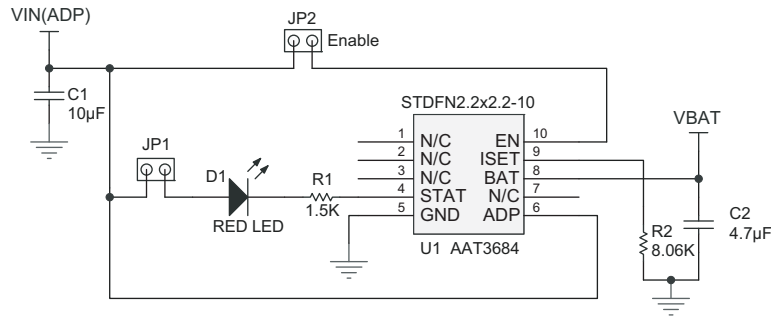 VIN(ADP)
JP2
Enable
C1
10µF
STDFN2.2x2.2-10
VBAT
JP1
1 N/C EN 10
2 N/C ISET 9
3 N/C BAT 8
4 STAT N/C 7
5 GND ADP 6
D1
RED LED
R1
1.5K
U1 AAT3684
R2
8.06K
C2
4.7µF